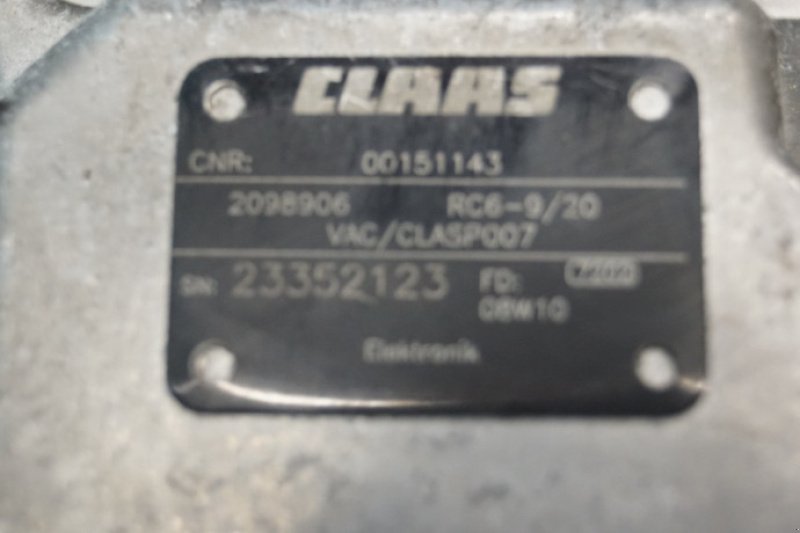 CLAAS
CNR: 00151143
2098906 RC6-9/20
VAC/CLASP007
SN: 23352123 FD:
08W10
Elektronik